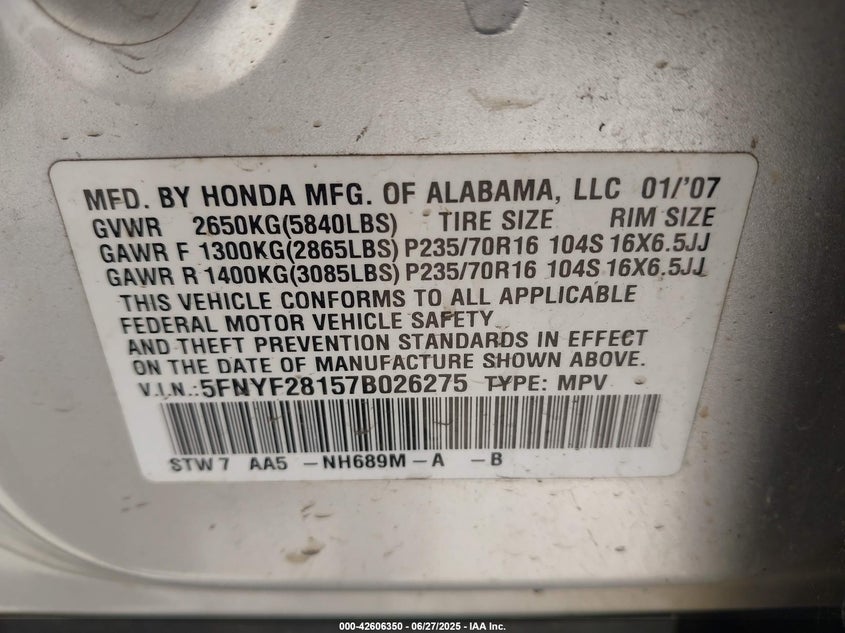 MFD. BY HONDA MFG. OF ALABAMA, LLC 01/'07
GVWR 2650KG(5840LBS) TIRE SIZE RIM SIZE
GAWR F 1300KG(2865LBS) P235/70R16 104S 16X6.5JJ
GAWR R 1400KG(3085LBS) P235/70R16 104S 16X6.5JJ
THIS VEHICLE CONFORMS TO ALL APPLICABLE
FEDERAL MOTOR VEHICLE SAFETY
AND THEFT PREVENTION STANDARDS IN EFFECT
ON THE DATE OF MANUFACTURE SHOWN ABOVE.
V.I.N.:5FNYF28157B026275 TYPE: MPV
STW7 AA5 -NH689M-A -B
000-42606350 - 06/27/2025 - IAA Inc.